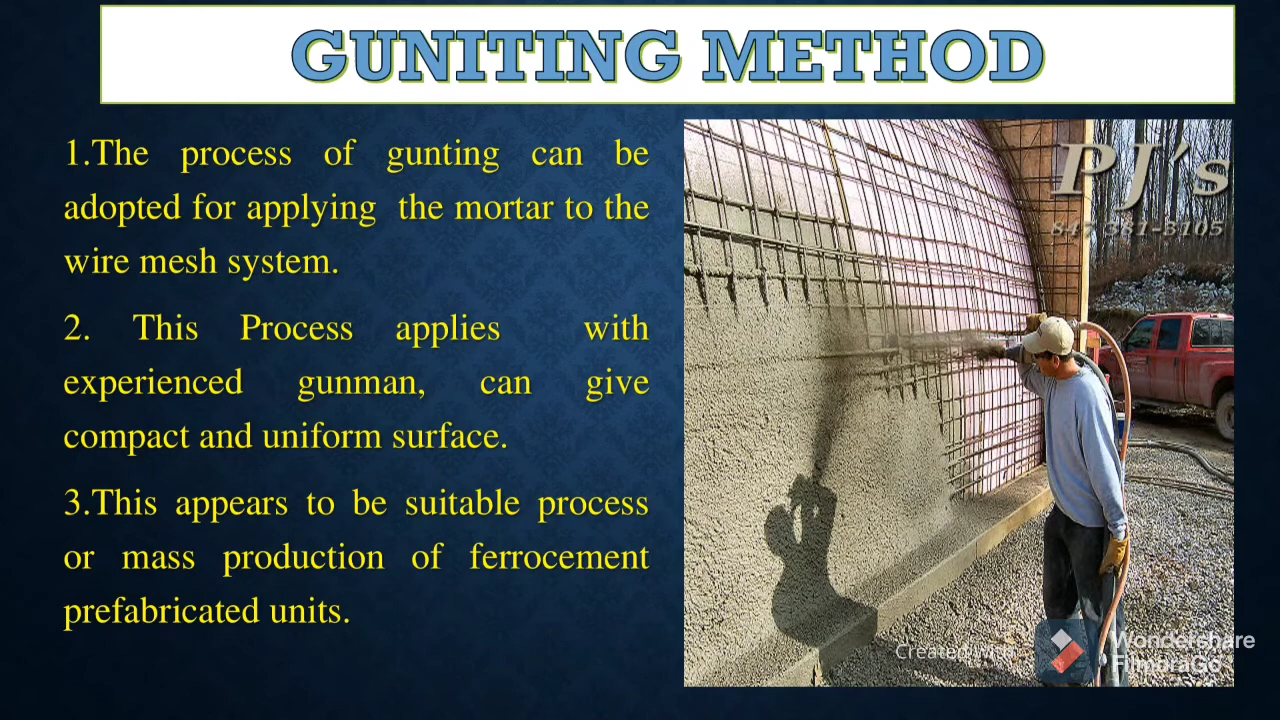 GUNITING METHOD
1.The process of gunting can be
adopted for applying the mortar to the
wire mesh system.
2. This Process applies with
experienced gunman, can give
compact and uniform surface.
3.This appears to be suitable process
or mass production of ferrocement
prefabricated units.
PJ's
847 381-3105
Created with
Wondershare
FilmoraGo